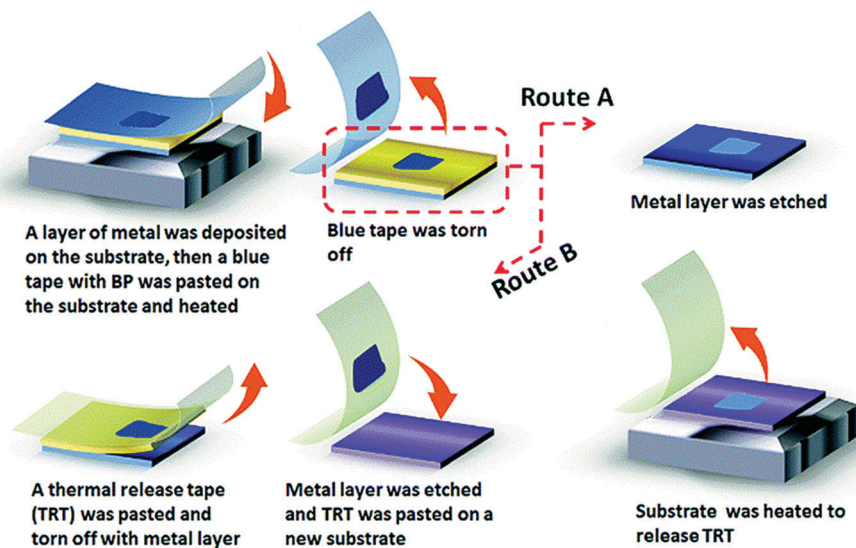 Route A
A layer of metal was deposited
on the substrate, then a blue
tape with BP was pasted on
the substrate and heated
Blue tape was torn
off
Metal layer was etched
Route B
A thermal release tape
(TRT) was pasted and
torn off with metal layer
Metal layer was etched
and TRT was pasted on a
new substrate
Substrate was heated to
release TRT